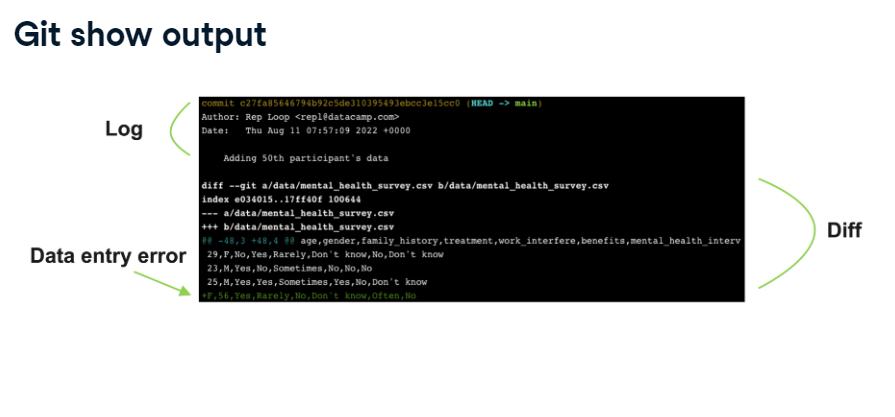 Git show output
Log
commit c27fa85646794b92c5de310395493ebcc3e15cc0 (HEAD -> main)
Author: Rep Loop <repl@datacamp.com>
Date:   Thu Aug 11 07:57:09 2022 +0000
Adding 50th participant's data
diff --git a/data/mental_health_survey.csv b/data/mental_health_survey.csv
index e034015..17ff40f 100644
--- a/data/mental_health_survey.csv
+++ b/data/mental_health_survey.csv
@@ -48,3 +48,4 @@ age,gender,family_history,treatment,work_interfere,benefits,mental_health_interv
29,F,No,Yes,Rarely,Don't know,No,Don't know
23,M,Yes,No,Sometimes,No,No,No
25,M,Yes,Yes,Sometimes,Yes,No,Don't know
+F,56,Yes,Rarely,No,Don't know,Often,No
Diff
Data entry error